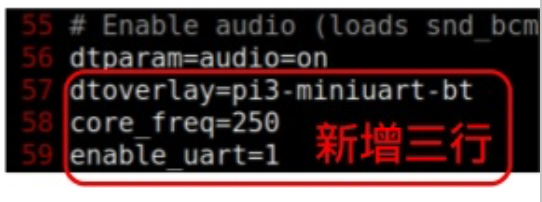 55 # Enable audio (loads snd_bcm
56 dtparam=audio=on
57 dtoverlay=pi3-miniuart-bt
58 core_freq=250
59 enable_uart=1 新增三行